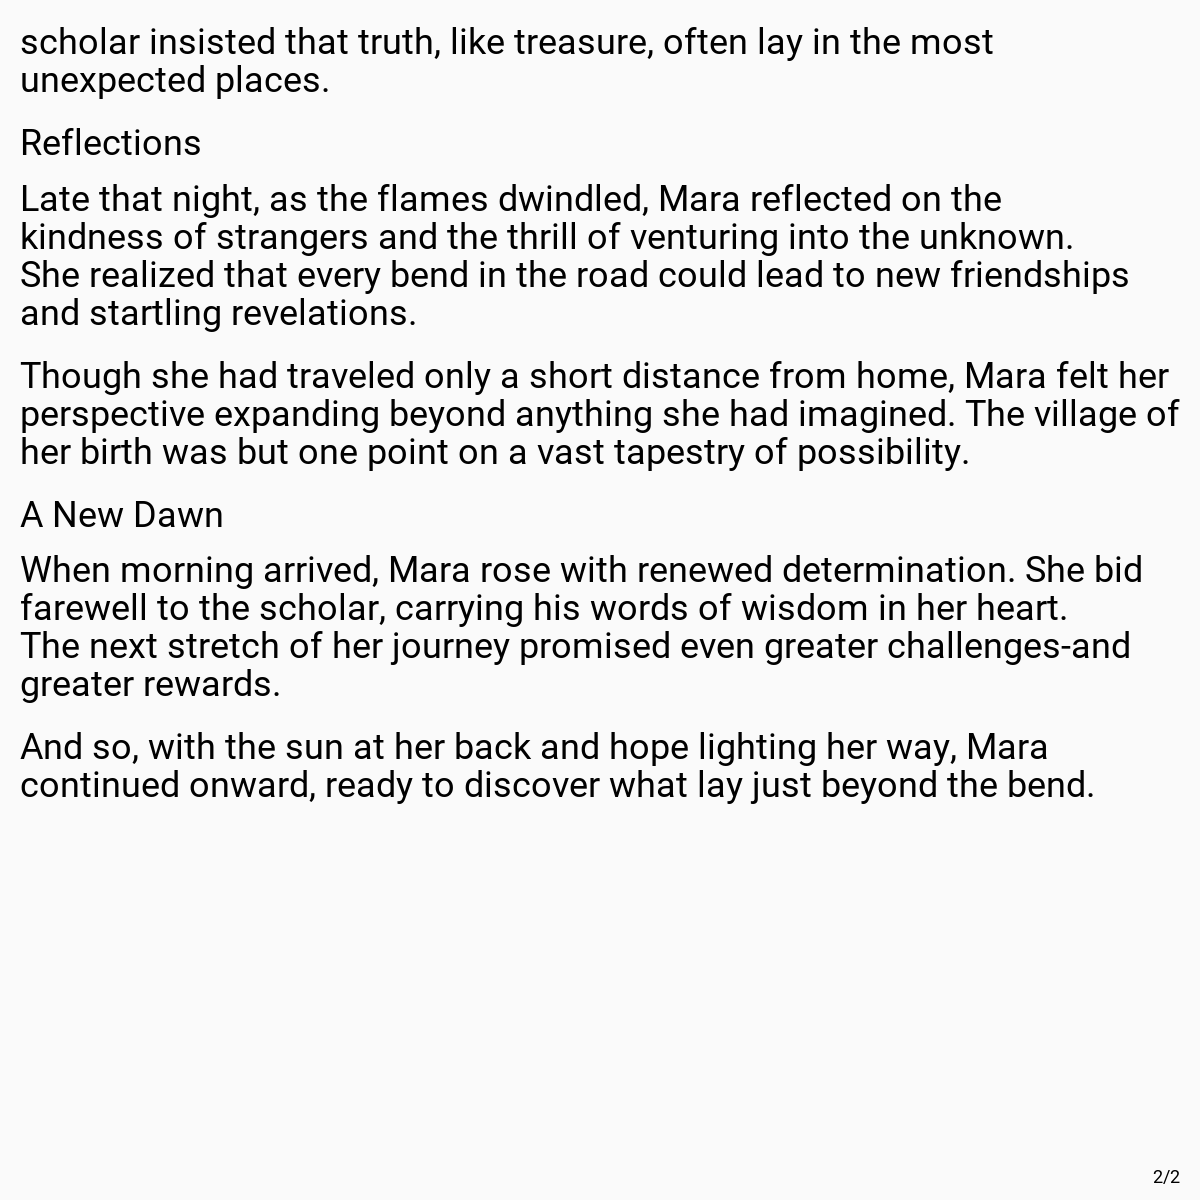 scholar insisted that truth, like treasure, often lay in the most
unexpected places.
Reflections
Late that night, as the flames dwindled, Mara reflected on the
kindness of strangers and the thrill of venturing into the unknown.
She realized that every bend in the road could lead to new friendships
and startling revelations.
Though she had traveled only a short distance from home, Mara felt her
perspective expanding beyond anything she had imagined. The village of
her birth was but one point on a vast tapestry of possibility.
A New Dawn
When morning arrived, Mara rose with renewed determination. She bid
farewell to the scholar, carrying his words of wisdom in her heart.
The next stretch of her journey promised even greater challenges-and
greater rewards.
And so, with the sun at her back and hope lighting her way, Mara
continued onward, ready to discover what lay just beyond the bend.
2/2